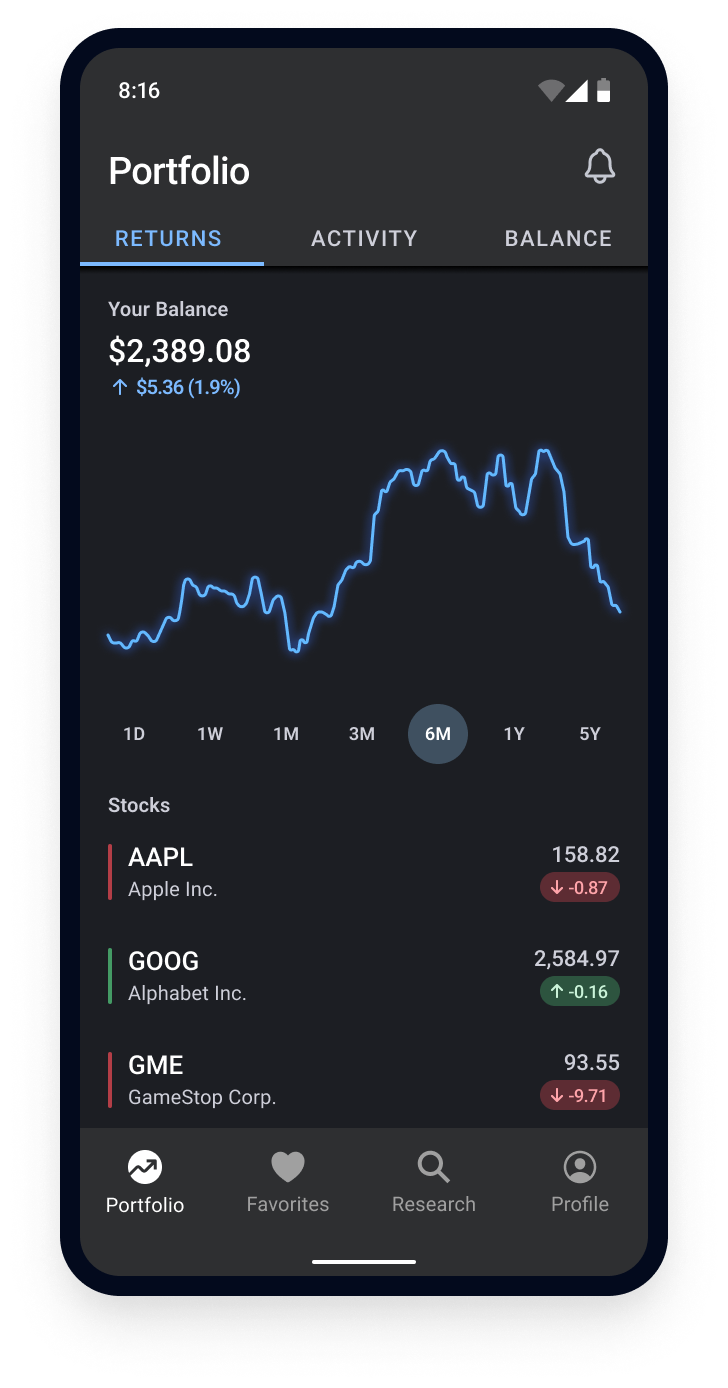 8:16
Portfolio
RETURNS ACTIVITY BALANCE
Your Balance
$2,389.08
↑ $5.36 (1.9%)
1D 1W 1M 3M 6M 1Y 5Y
Stocks
AAPL 158.82
Apple Inc. ↓ -0.87
GOOG 2,584.97
Alphabet Inc. ↑ -0.16
GME 93.55
GameStop Corp. ↓ -9.71
Portfolio Favorites Research Profile